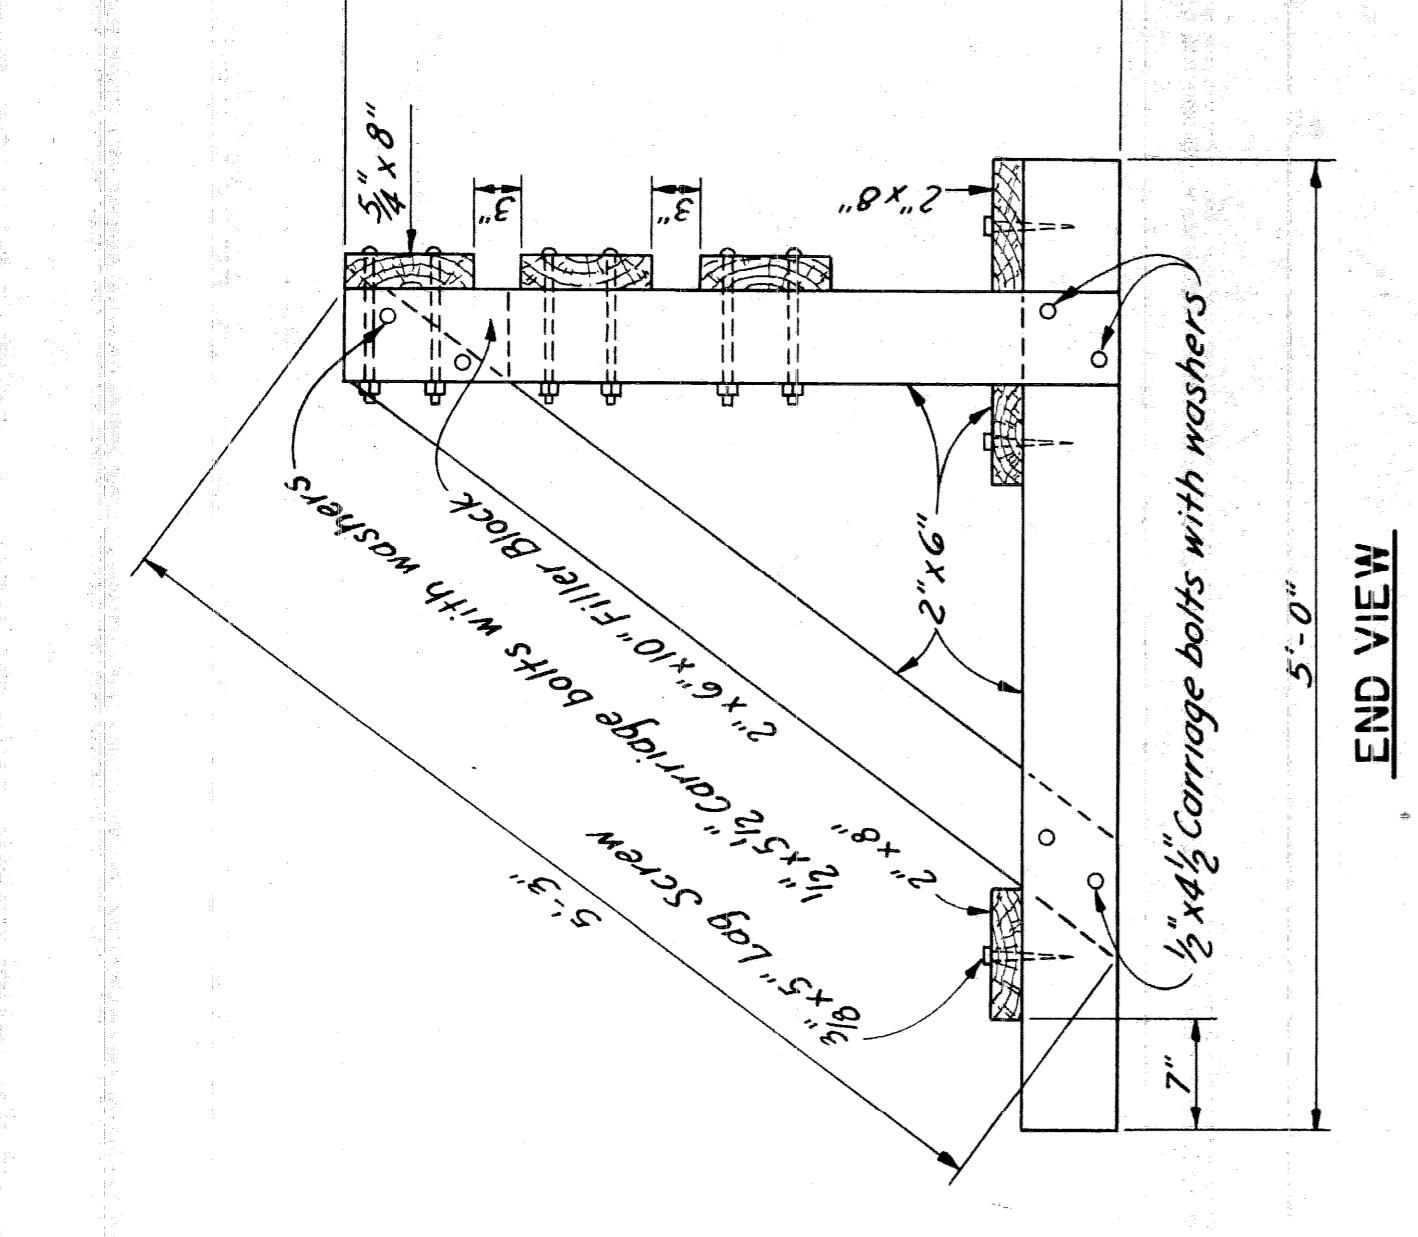 5/4" x 8"
3"
3"
2" x 8"
2" x 6"
1/2" x 4 1/2" Carriage bolts with washers
1/2" x 5 1/2" Carriage bolts with washers
2" x 6" x 10" Filler Block
2" x 8"
3/8" x 5" Lag Screw
5'-3"
7"
5'-0"
END VIEW